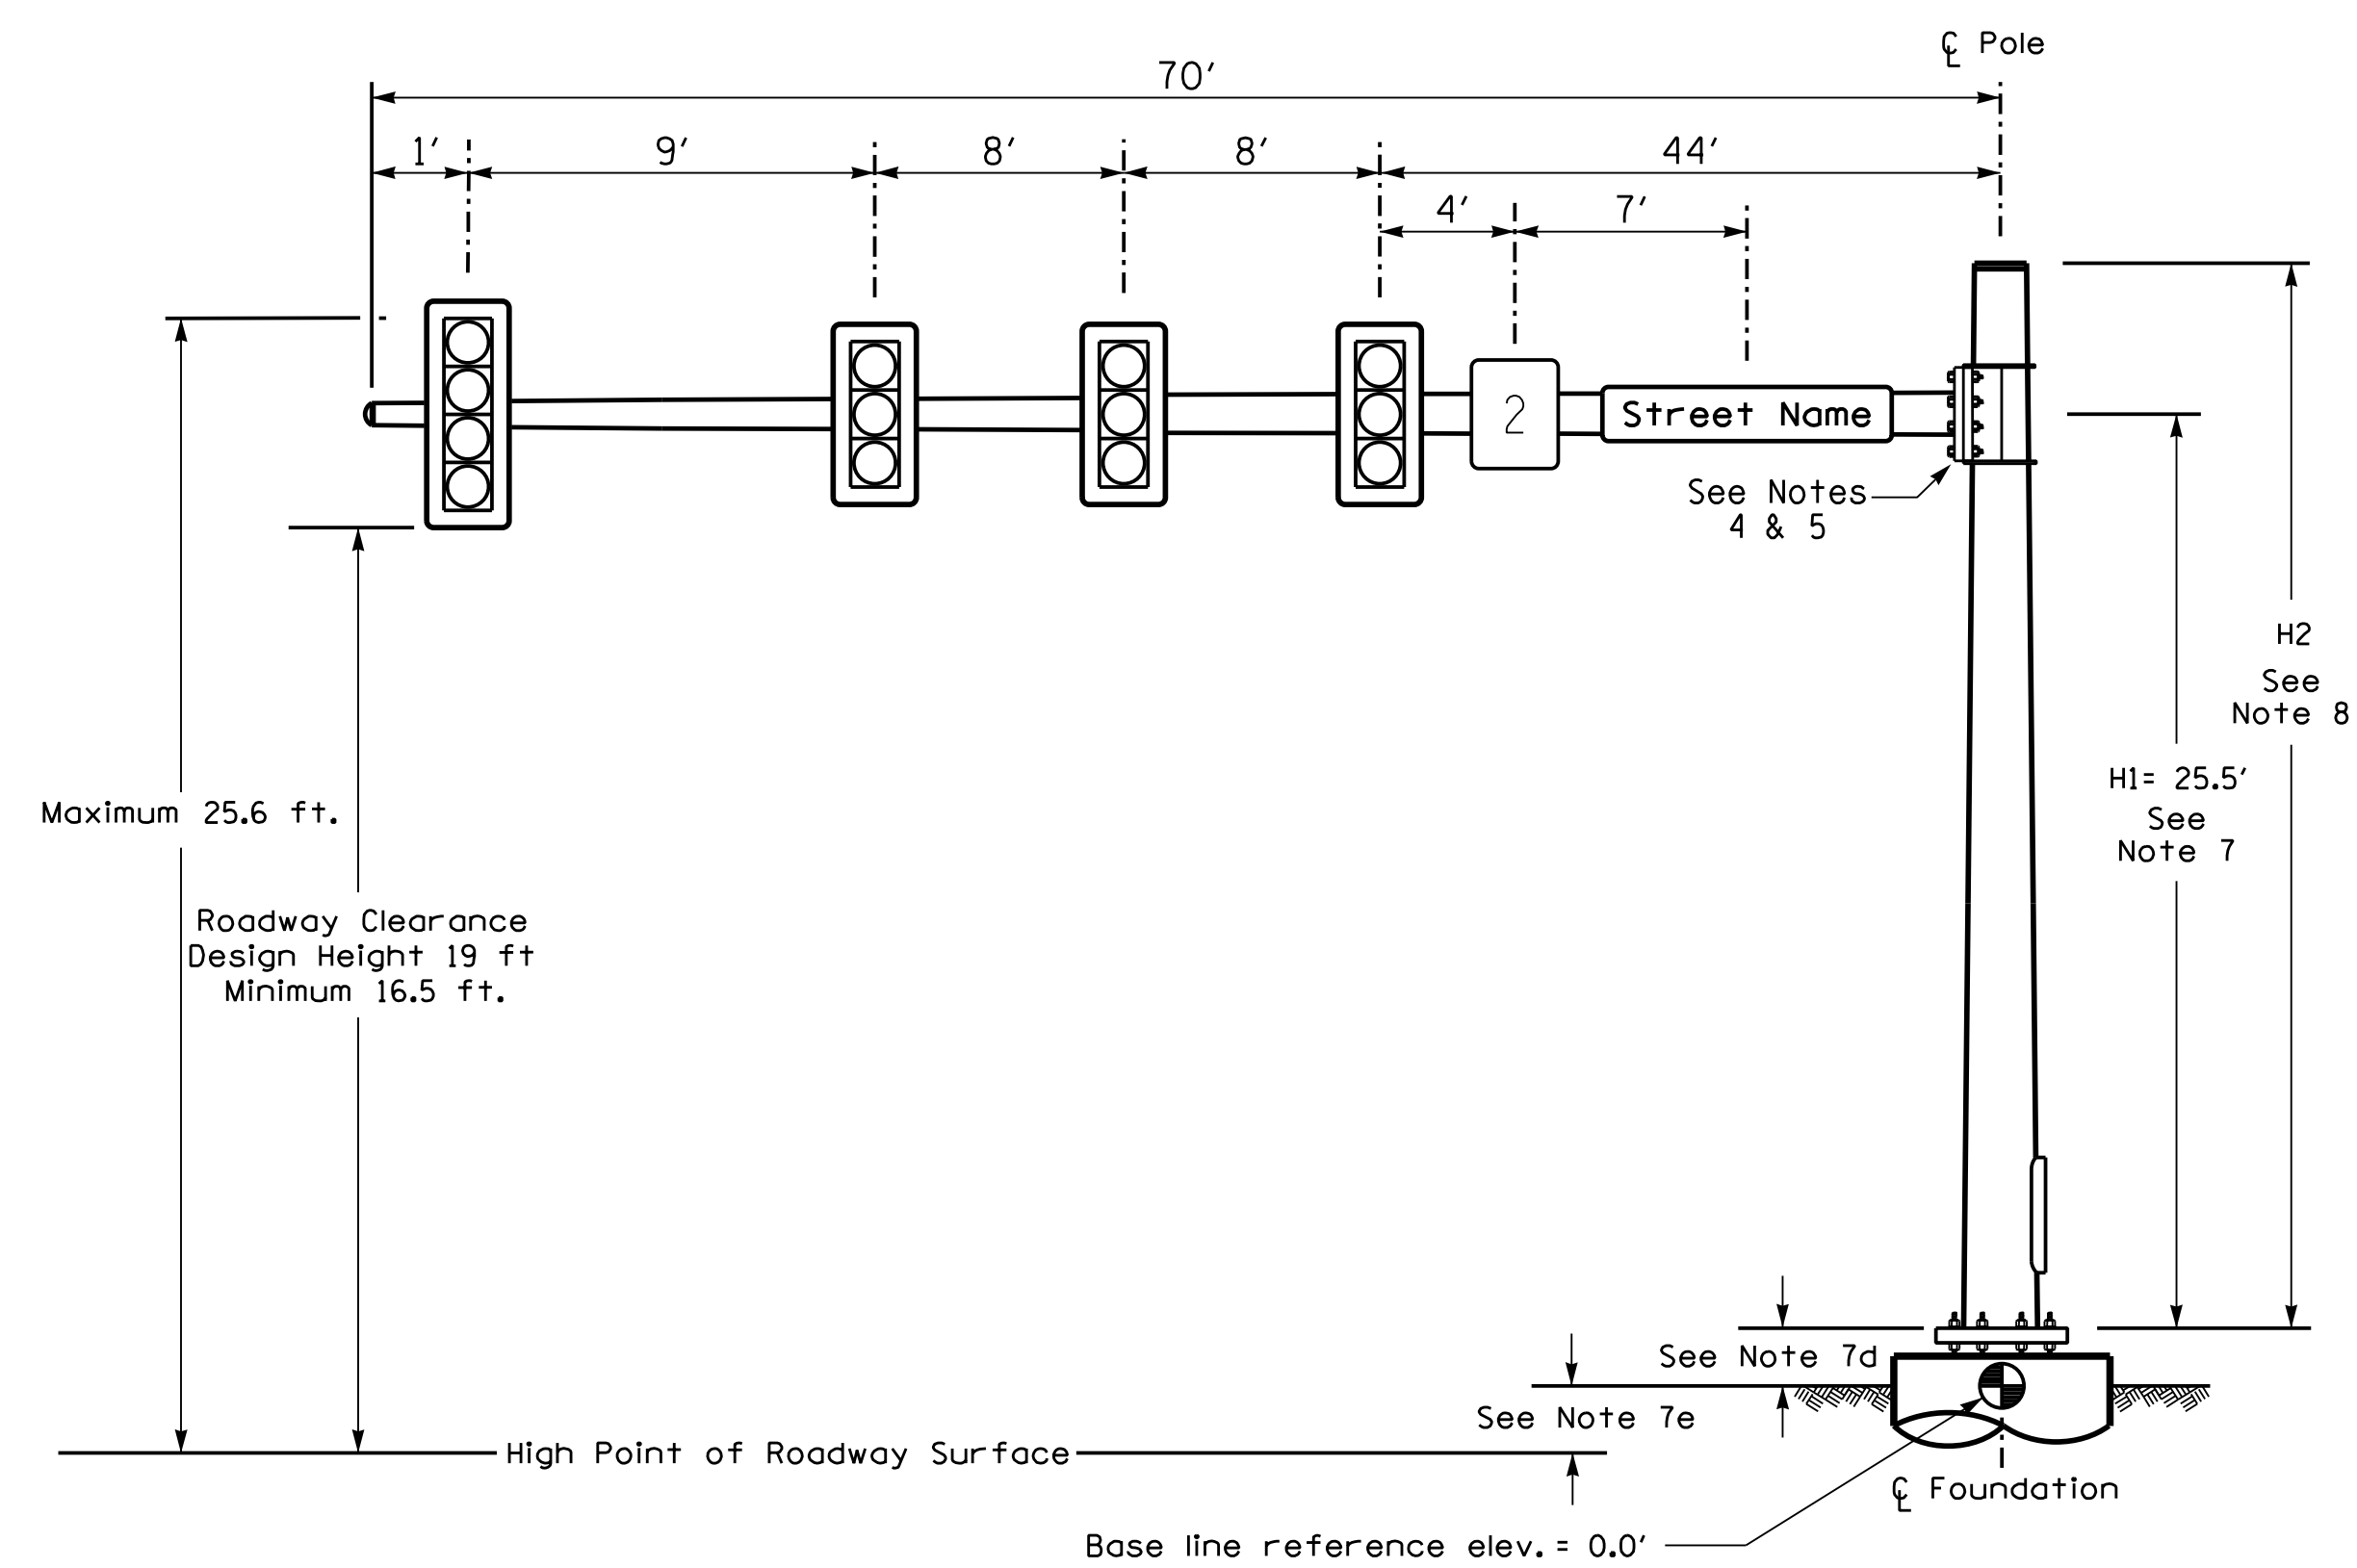 ℄ Pole
70'
1'
9'
8'
8'
44'
4'
7'
2
Street Name
See Notes
4 & 5
H2
See
Note 8
H1= 25.5'
See
Note 7
Maximum 25.6 ft.
Roadway Clearance
Design Height 19 ft
Minimum 16.5 ft.
See Note 7d
See Note 7e
High Point of Roadway Surface
℄ Foundation
Base line reference elev. = 0.0'